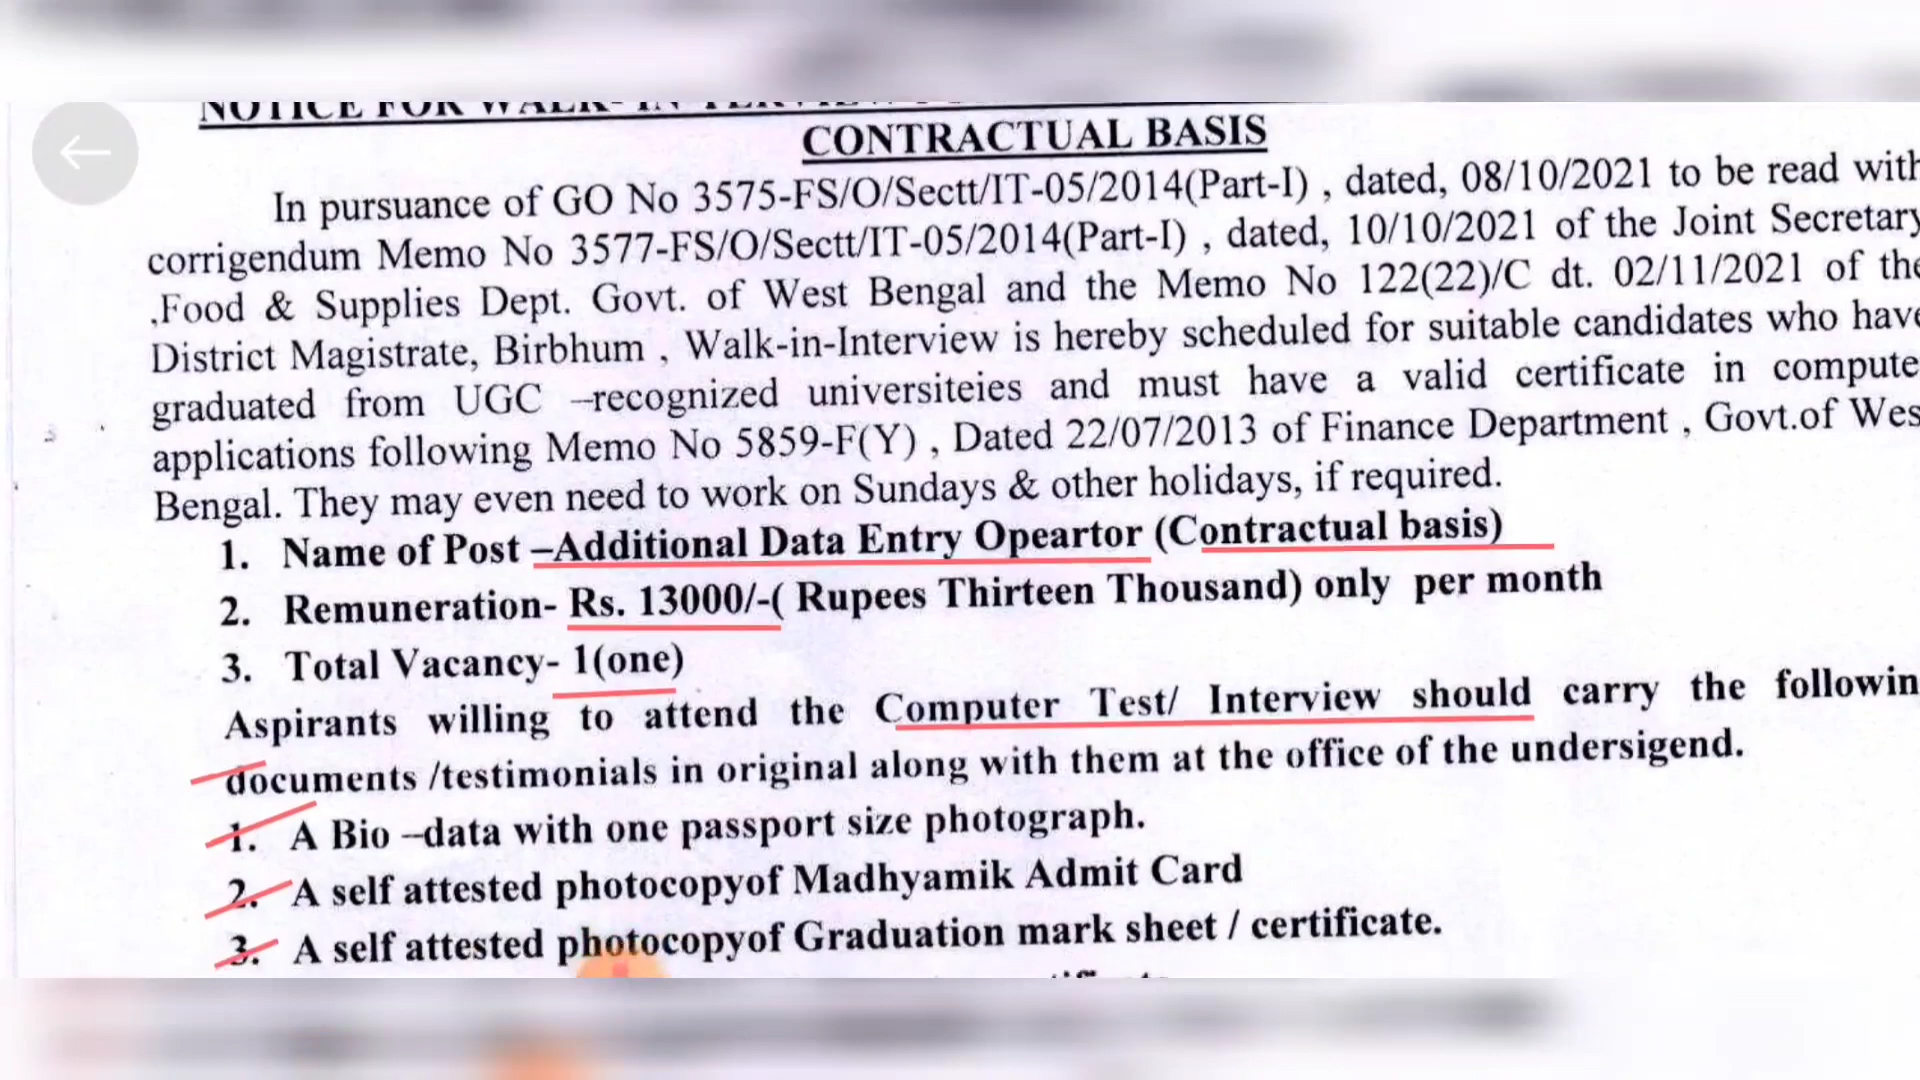 NOTICE FOR WALK- IN
CONTRACTUAL BASIS
In pursuance of GO No 3575-FS/O/Sectt/IT-05/2014(Part-I) , dated, 08/10/2021 to be read with
corrigendum Memo No 3577-FS/O/Sectt/IT-05/2014(Part-I) , dated, 10/10/2021 of the Joint Secretary
,Food & Supplies Dept. Govt. of West Bengal and the Memo No 122(22)/C dt. 02/11/2021 of the
District Magistrate, Birbhum , Walk-in-Interview is hereby scheduled for suitable candidates who have
graduated from UGC –recognized universiteies and must have a valid certificate in compute
applications following Memo No 5859-F(Y) , Dated 22/07/2013 of Finance Department , Govt.of Wes
Bengal. They may even need to work on Sundays & other holidays, if required.
1. Name of Post –Additional Data Entry Opeartor (Contractual basis)
2. Remuneration- Rs. 13000/-( Rupees Thirteen Thousand) only per month
3. Total Vacancy- 1(one)
Aspirants willing to attend the Computer Test/ Interview should carry the followin
documents /testimonials in original along with them at the office of the undersigend.
1. A Bio –data with one passport size photograph.
2. A self attested photocopyof Madhyamik Admit Card
3. A self attested photocopyof Graduation mark sheet / certificate.